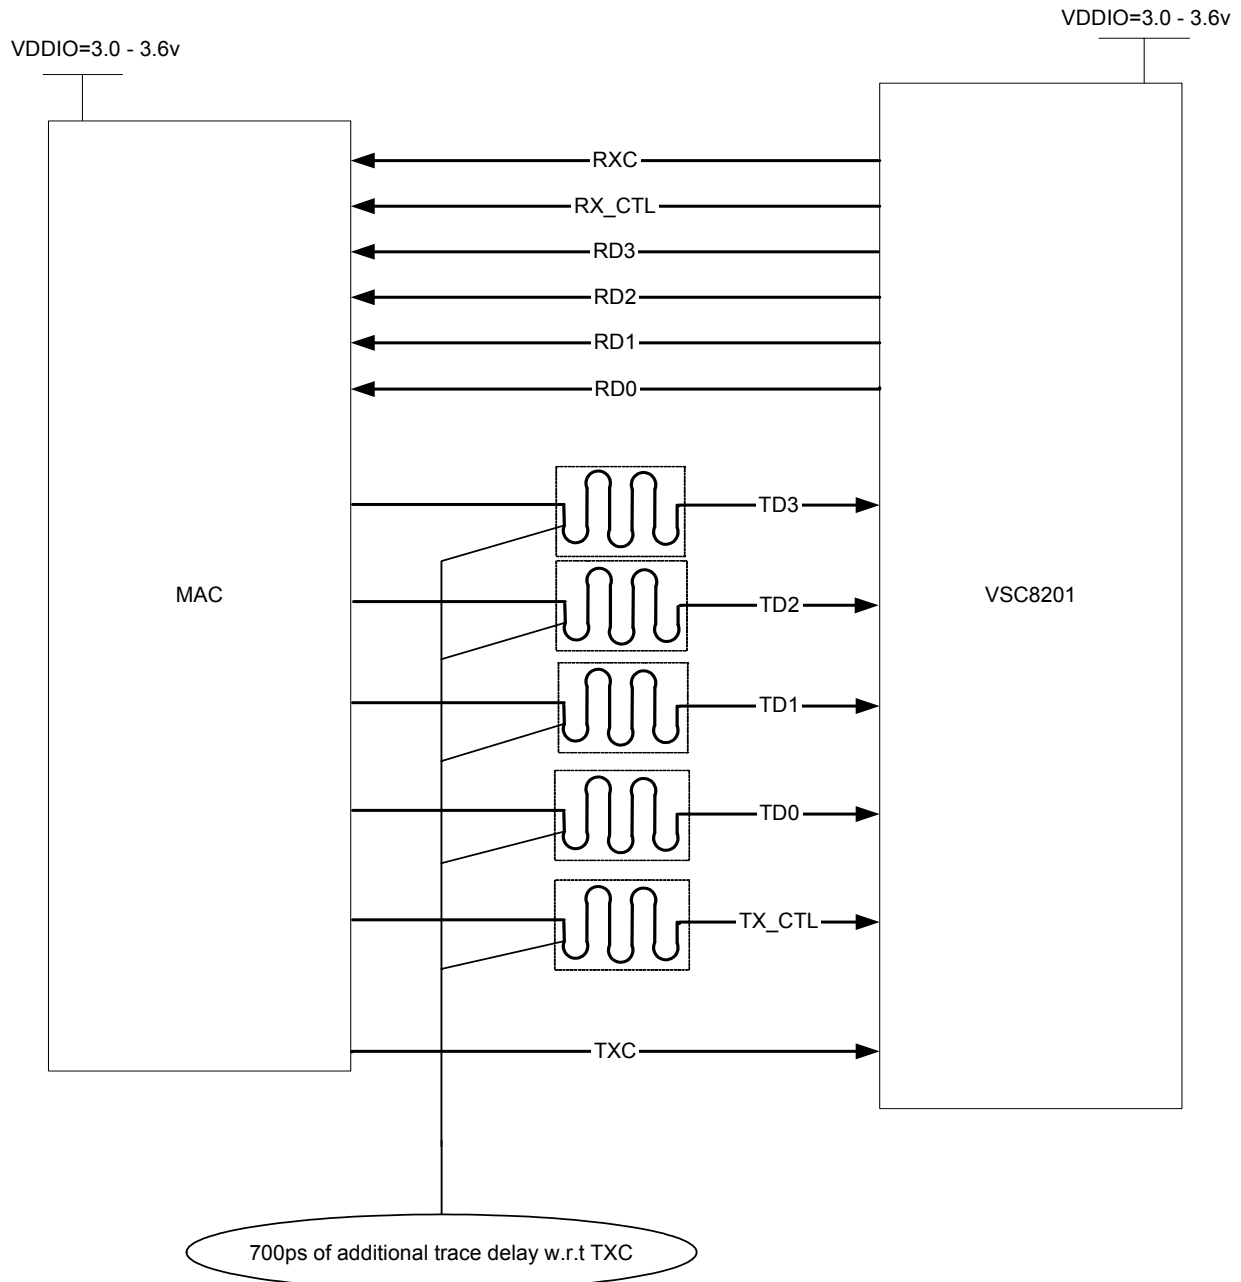 VDDIO=3.0 - 3.6v
VDDIO=3.0 - 3.6v
RXC
RX_CTL
RD3
RD2
RD1
RD0
TD3
MAC
TD2
VSC8201
TD1
TD0
TX_CTL
TXC
700ps of additional trace delay w.r.t TXC